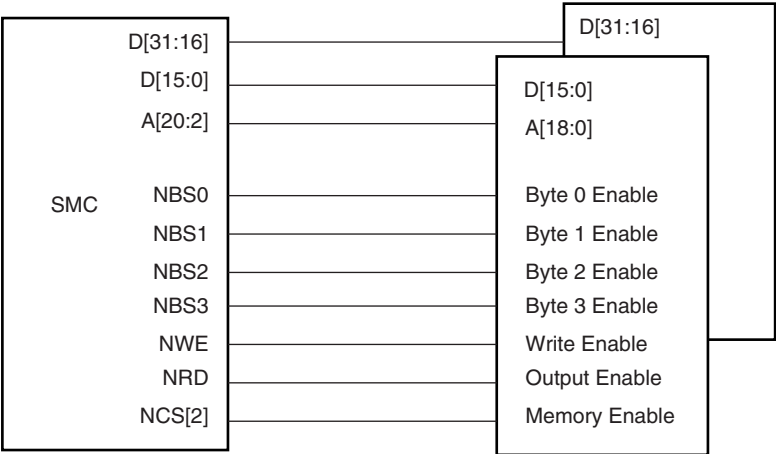 D[31:16] D[31:16]
D[15:0] D[15:0]
A[20:2] A[18:0]
SMC NBS0 Byte 0 Enable
NBS1 Byte 1 Enable
NBS2 Byte 2 Enable
NBS3 Byte 3 Enable
NWE Write Enable
NRD Output Enable
NCS[2] Memory Enable